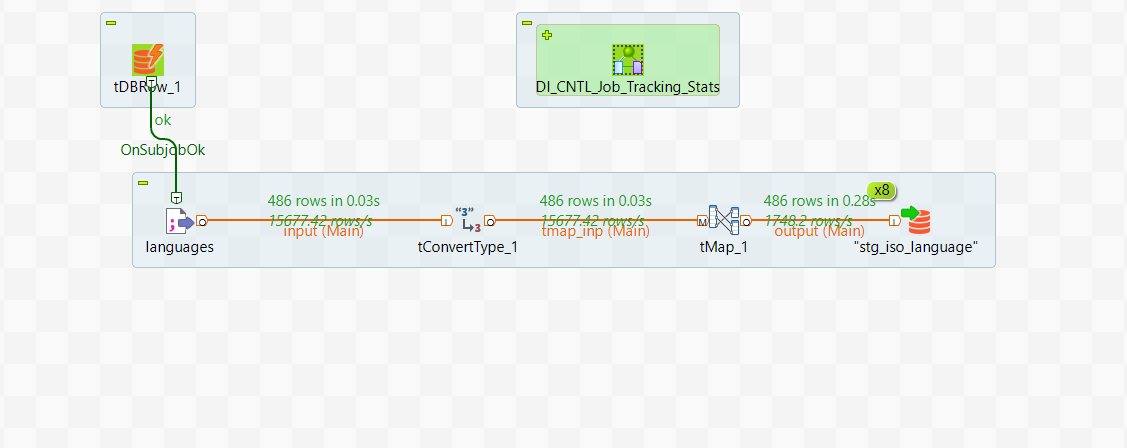 tDBRow_1
DI_CNTL_Job_Tracking_Stats
ok
OnSubjobOk
x8
486 rows in 0.03s
15677.42 rows/s
input (Main)
486 rows in 0.03s
15677.42 rows/s
tmap_inp (Main)
486 rows in 0.28s
1748.2 rows/s
output (Main)
"3"
3
languages
tConvertType_1
tMap_1
"stg_iso_language"